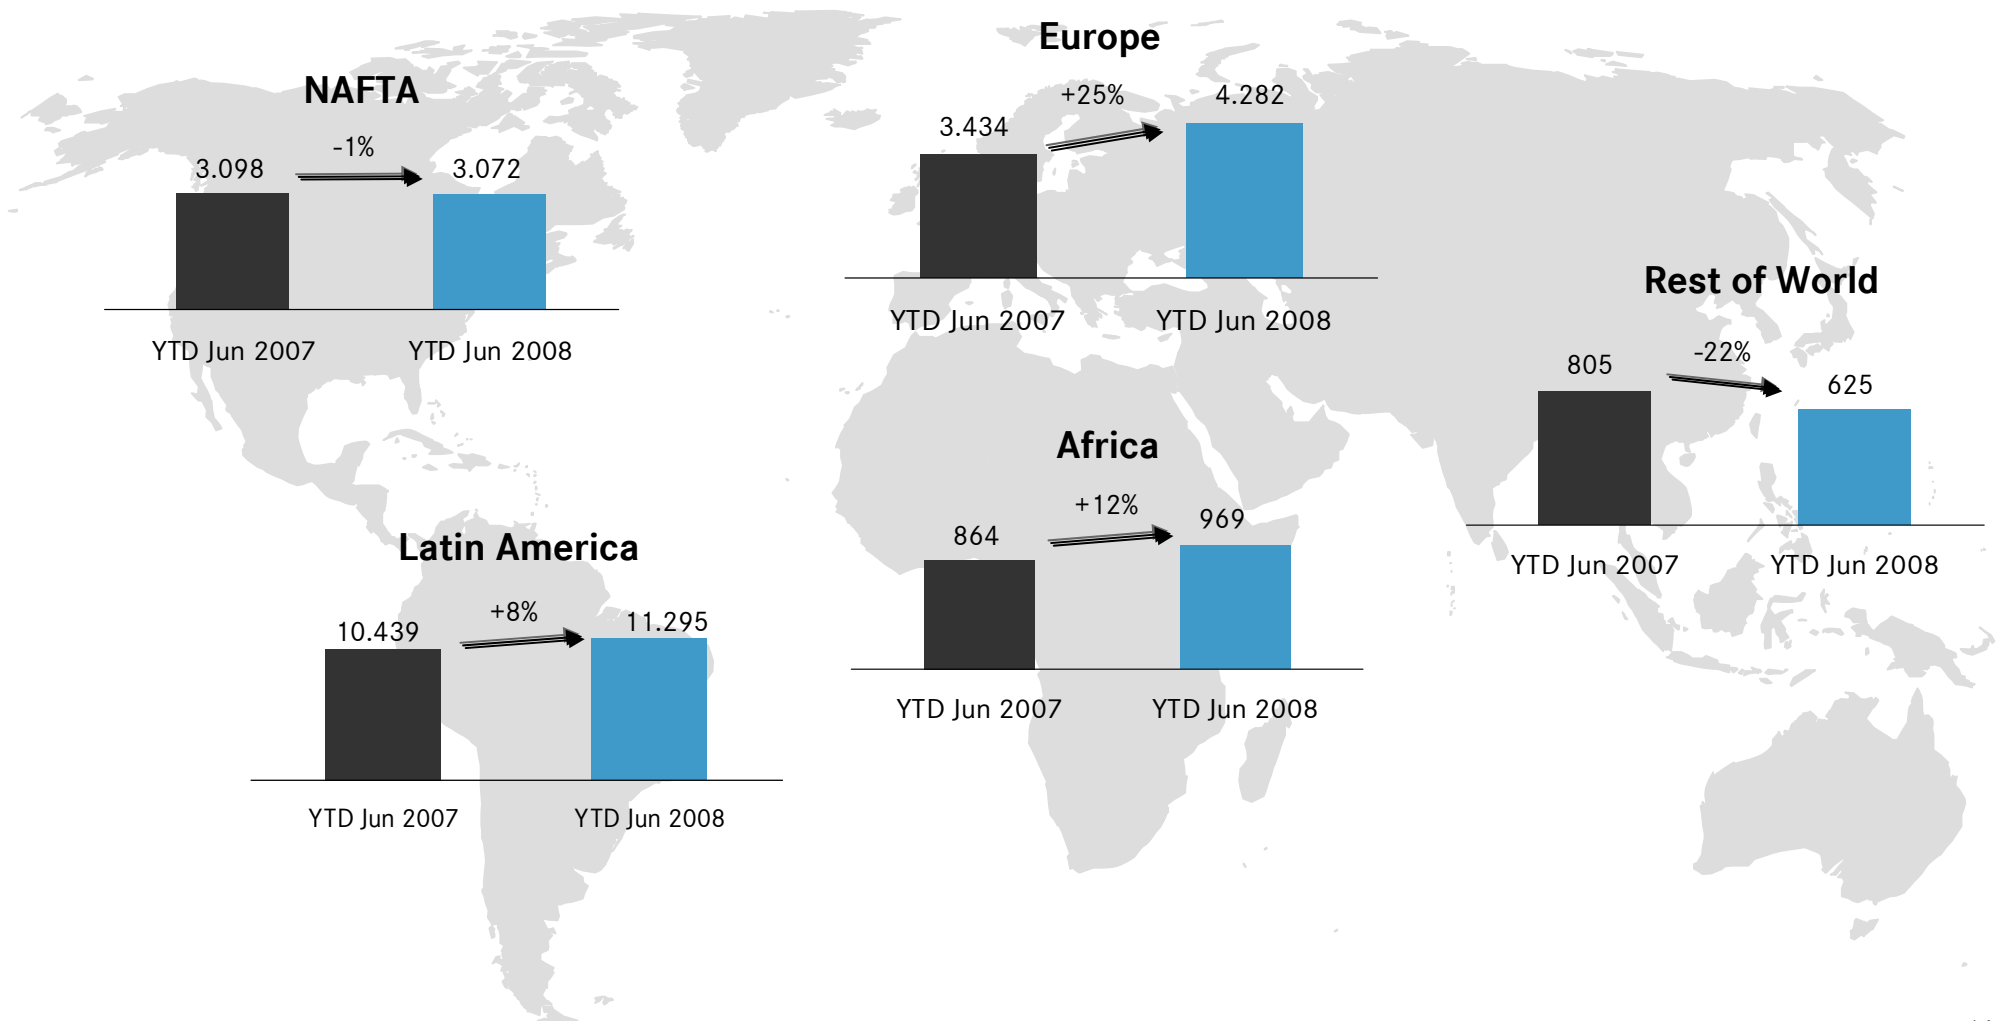 NAFTA
-1%
3.098
3.072
YTD Jun 2007
YTD Jun 2008
Europe
+25%
3.434
4.282
YTD Jun 2007
YTD Jun 2008
Rest of World
-22%
805
625
YTD Jun 2007
YTD Jun 2008
Africa
+12%
864
969
YTD Jun 2007
YTD Jun 2008
Latin America
+8%
10.439
11.295
YTD Jun 2007
YTD Jun 2008